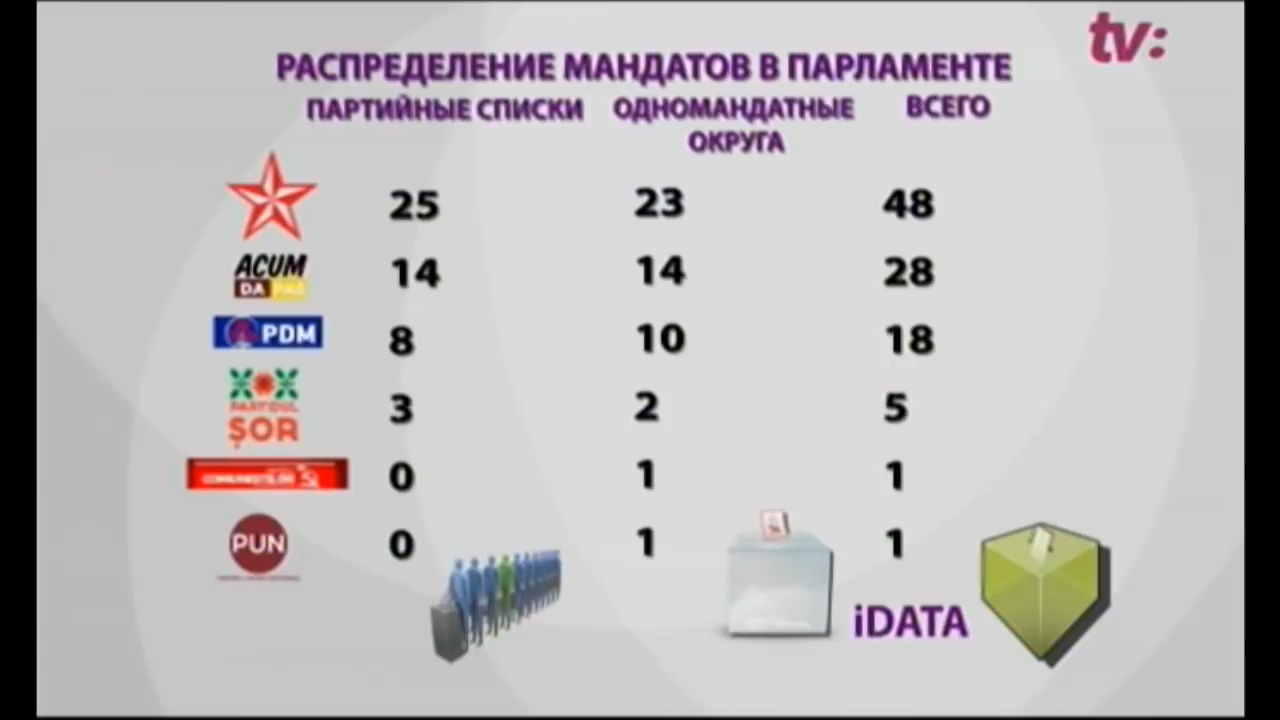 tv:
РАСПРЕДЕЛЕНИЕ МАНДАТОВ В ПАРЛАМЕНТЕ
ПАРТИЙНЫЕ СПИСКИ ОДНОМАНДАТНЫЕ ОКРУГА ВСЕГО
25 23 48
ACUM
DA PAS
14 14 28
PDM 8 10 18
PARTIDUL
ȘOR
3 2 5
0 1 1
PUN 0 1 1
iDATA